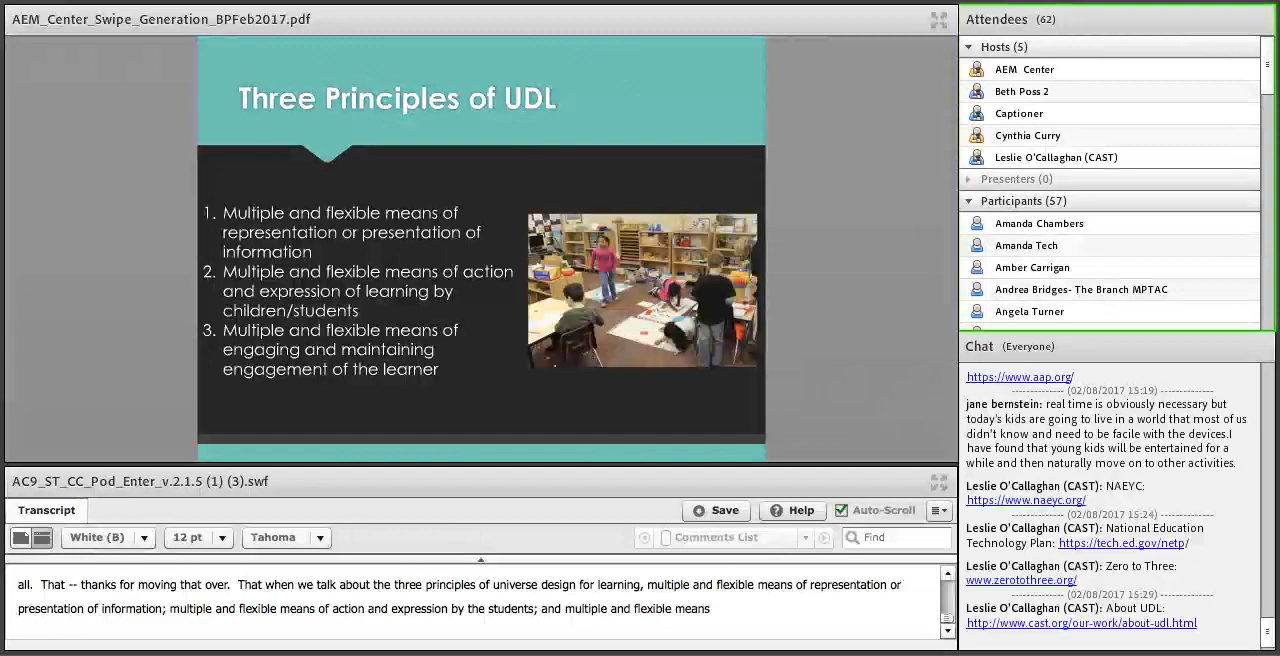 AEM_Center_Swipe_Generation_BPFeb2017.pdf
Three Principles of UDL
1. Multiple and flexible means of
representation or presentation of
information
2. Multiple and flexible means of action
and expression of learning by
children/students
3. Multiple and flexible means of
engaging and maintaining
engagement of the learner
AC9_ST_CC_Pod_Enter_v.2.1.5 (1) (3).swf
Transcript
Save
Help
Auto-Scroll
White (B)
12 pt
Tahoma
Comments List
Find
all. That -- thanks for moving that over. That when we talk about the three principles of universe design for learning, multiple and flexible means of representation or
presentation of information; multiple and flexible means of action and expression by the students; and multiple and flexible means
Attendees (62)
Hosts (5)
AEM Center
Beth Poss 2
Captioner
Cynthia Curry
Leslie O'Callaghan (CAST)
Presenters (0)
Participants (57)
Amanda Chambers
Amanda Tech
Amber Carrigan
Andrea Bridges- The Branch MPTAC
Angela Turner
Chat (Everyone)
https://www.aap.org/
-------------- (02/08/2017 15:19) --------------
jane bernstein: real time is obviously necessary but
today's kids are going to live in a world that most of us
didn't know and need to be facile with the devices.I
have found that young kids will be entertained for a
while and then naturally move on to other activities.
Leslie O'Callaghan (CAST): NAEYC:
https://www.naeyc.org/
-------------- (02/08/2017 15:24) --------------
Leslie O'Callaghan (CAST): National Education
Technology Plan: https://tech.ed.gov/netp/
Leslie O'Callaghan (CAST): Zero to Three:
www.zerotothree.org/
-------------- (02/08/2017 15:29) --------------
Leslie O'Callaghan (CAST): About UDL:
http://www.cast.org/our-work/about-udl.html